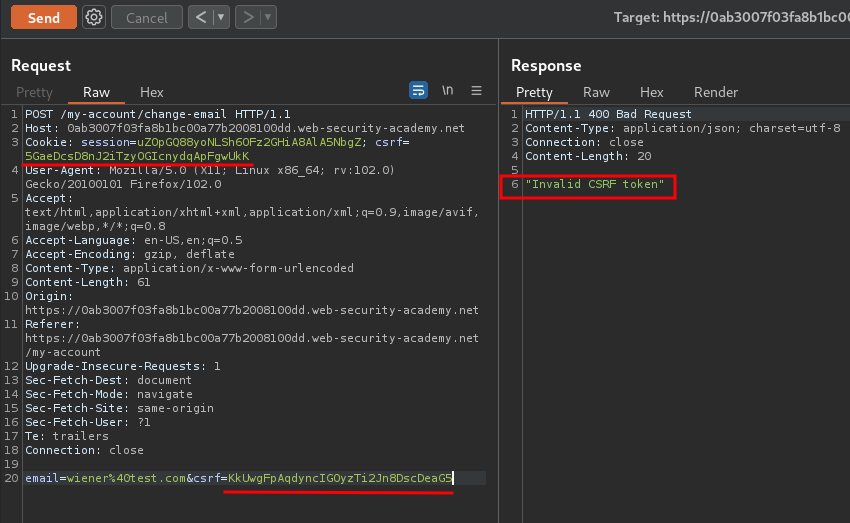 Send Cancel < ▾ > ▾ Target: https://0ab3007f03fa8b1bc00
Request
Pretty Raw Hex \n
1 POST /my-account/change-email HTTP/1.1
2 Host: 0ab3007f03fa8b1bc00a77b2008100dd.web-security-academy.net
3 Cookie: session=uZOpGQ88yoNLSh60Fz2GHiA8AlA5NbgZ; csrf=
5GaeDcsD8nJ2iTzyOGIcnydqApFgwUkK
4 User-Agent: Mozilla/5.0 (X11; Linux x86_64; rv:102.0)
Gecko/20100101 Firefox/102.0
5 Accept:
text/html,application/xhtml+xml,application/xml;q=0.9,image/avif,
image/webp,*/*;q=0.8
6 Accept-Language: en-US,en;q=0.5
7 Accept-Encoding: gzip, deflate
8 Content-Type: application/x-www-form-urlencoded
9 Content-Length: 61
10 Origin:
https://0ab3007f03fa8b1bc00a77b2008100dd.web-security-academy.net
11 Referer:
https://0ab3007f03fa8b1bc00a77b2008100dd.web-security-academy.net
/my-account
12 Upgrade-Insecure-Requests: 1
13 Sec-Fetch-Dest: document
14 Sec-Fetch-Mode: navigate
15 Sec-Fetch-Site: same-origin
16 Sec-Fetch-User: ?1
17 Te: trailers
18 Connection: close
19
20 email=wiener%40test.com&csrf=KkUwgFpAqdyncIGOyzTi2Jn8DscDeaG5
Response
Pretty Raw Hex Render
1 HTTP/1.1 400 Bad Request
2 Content-Type: application/json; charset=utf-8
3 Connection: close
4 Content-Length: 20
5
6 "Invalid CSRF token"